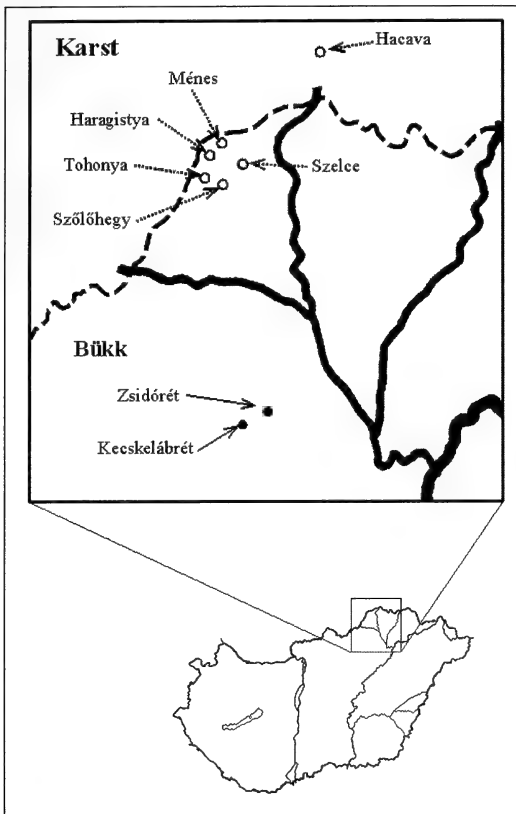 Karst
Hacava
Ménes
Haragistya
Tohonya
Szelce
Szőlőhegy
Bükk
Zsidórét
Kecskelábrét